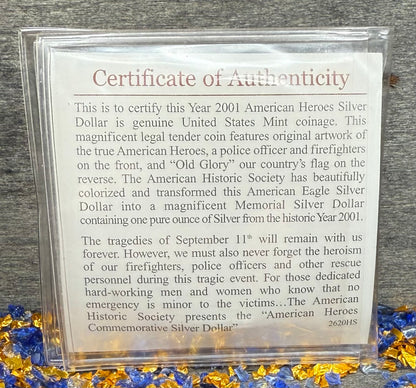 Certificate of Authenticity
This is to certify this Year 2001 American Heroes Silver
Dollar is genuine United States Mint coinage. This
magnificent legal tender coin features original artwork of
the true American Heroes, a police officer and firefighters
on the front, and “Old Glory” our country’s flag on the
reverse. The American Historic Society has beautifully
colorized and transformed this American Eagle Silver
Dollar into a magnificent Memorial Silver Dollar
containing one pure ounce of Silver from the historic Year 2001.
The tragedies of September 11th will remain with us
forever. However, we must also never forget the heroism
of our firefighters, police officers and other rescue
personnel during this tragic event. For those dedicated
hard-working men and women who know that no
emergency is minor to the victims…The American
Historic Society presents the “American Heroes
Commemorative Silver Dollar”
2620HS